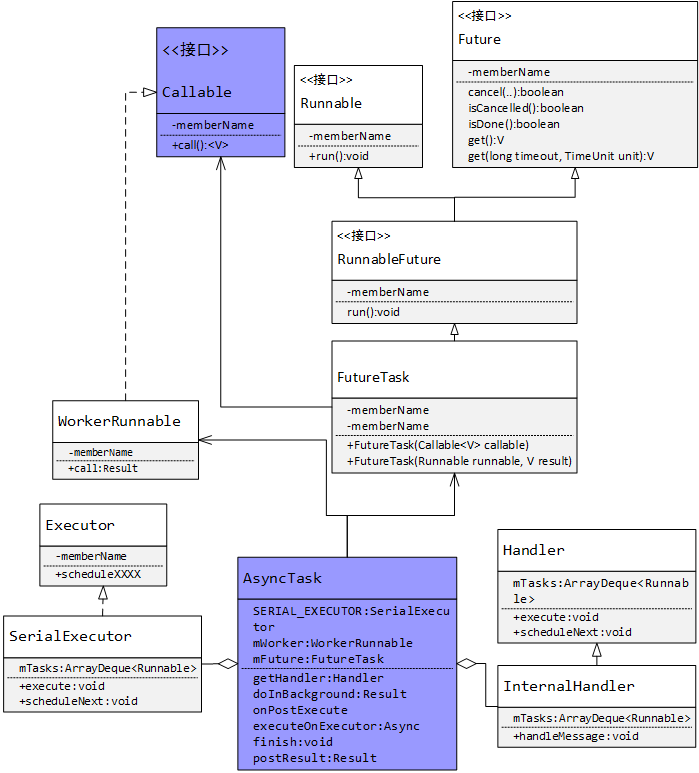 <<接口>>
Callable
-memberName
+call():<V>
<<接口>>
Runnable
-memberName
+run():void
<<接口>>
Future
-memberName
cancel(..):boolean
isCancelled():boolean
isDone():boolean
get():V
get(long timeout, TimeUnit unit):V
<<接口>>
RunnableFuture
-memberName
run():void
FutureTask
-memberName
-memberName
+FutureTask(Callable<V> callable)
+FutureTask(Runnable runnable, V result)
WorkerRunnable
-memberName
+call:Result
Executor
-memberName
+scheduleXXXX
SerialExecutor
mTasks:ArrayDeque<Runnable>
+execute:void
+scheduleNext:void
AsyncTask
SERIAL_EXECUTOR:SerialExecu
tor
mWorker:WorkerRunnable
mFuture:FutureTask
getHandler:Handler
doInBackground:Result
onPostExecute
executeOnExecutor:Async
finish:void
postResult:Result
Handler
mTasks:ArrayDeque<Runnab
le>
+execute:void
+scheduleNext:void
InternalHandler
mTasks:ArrayDeque<Runnable>
+handleMessage:void